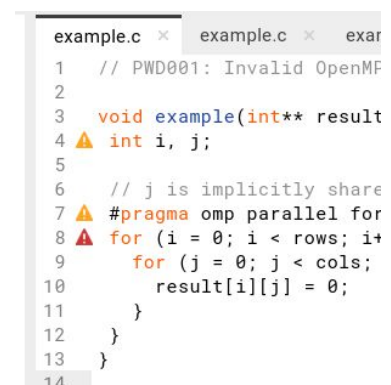 example.c × example.c × exam
1 // PWD001: Invalid OpenMP
2
3 void example(int** result
4 int i, j;
5
6 // j is implicitly share
7 #pragma omp parallel for
8 for (i = 0; i < rows; i+
9 for (j = 0; j < cols;
10 result[i][j] = 0;
11 }
12 }
13 }
14